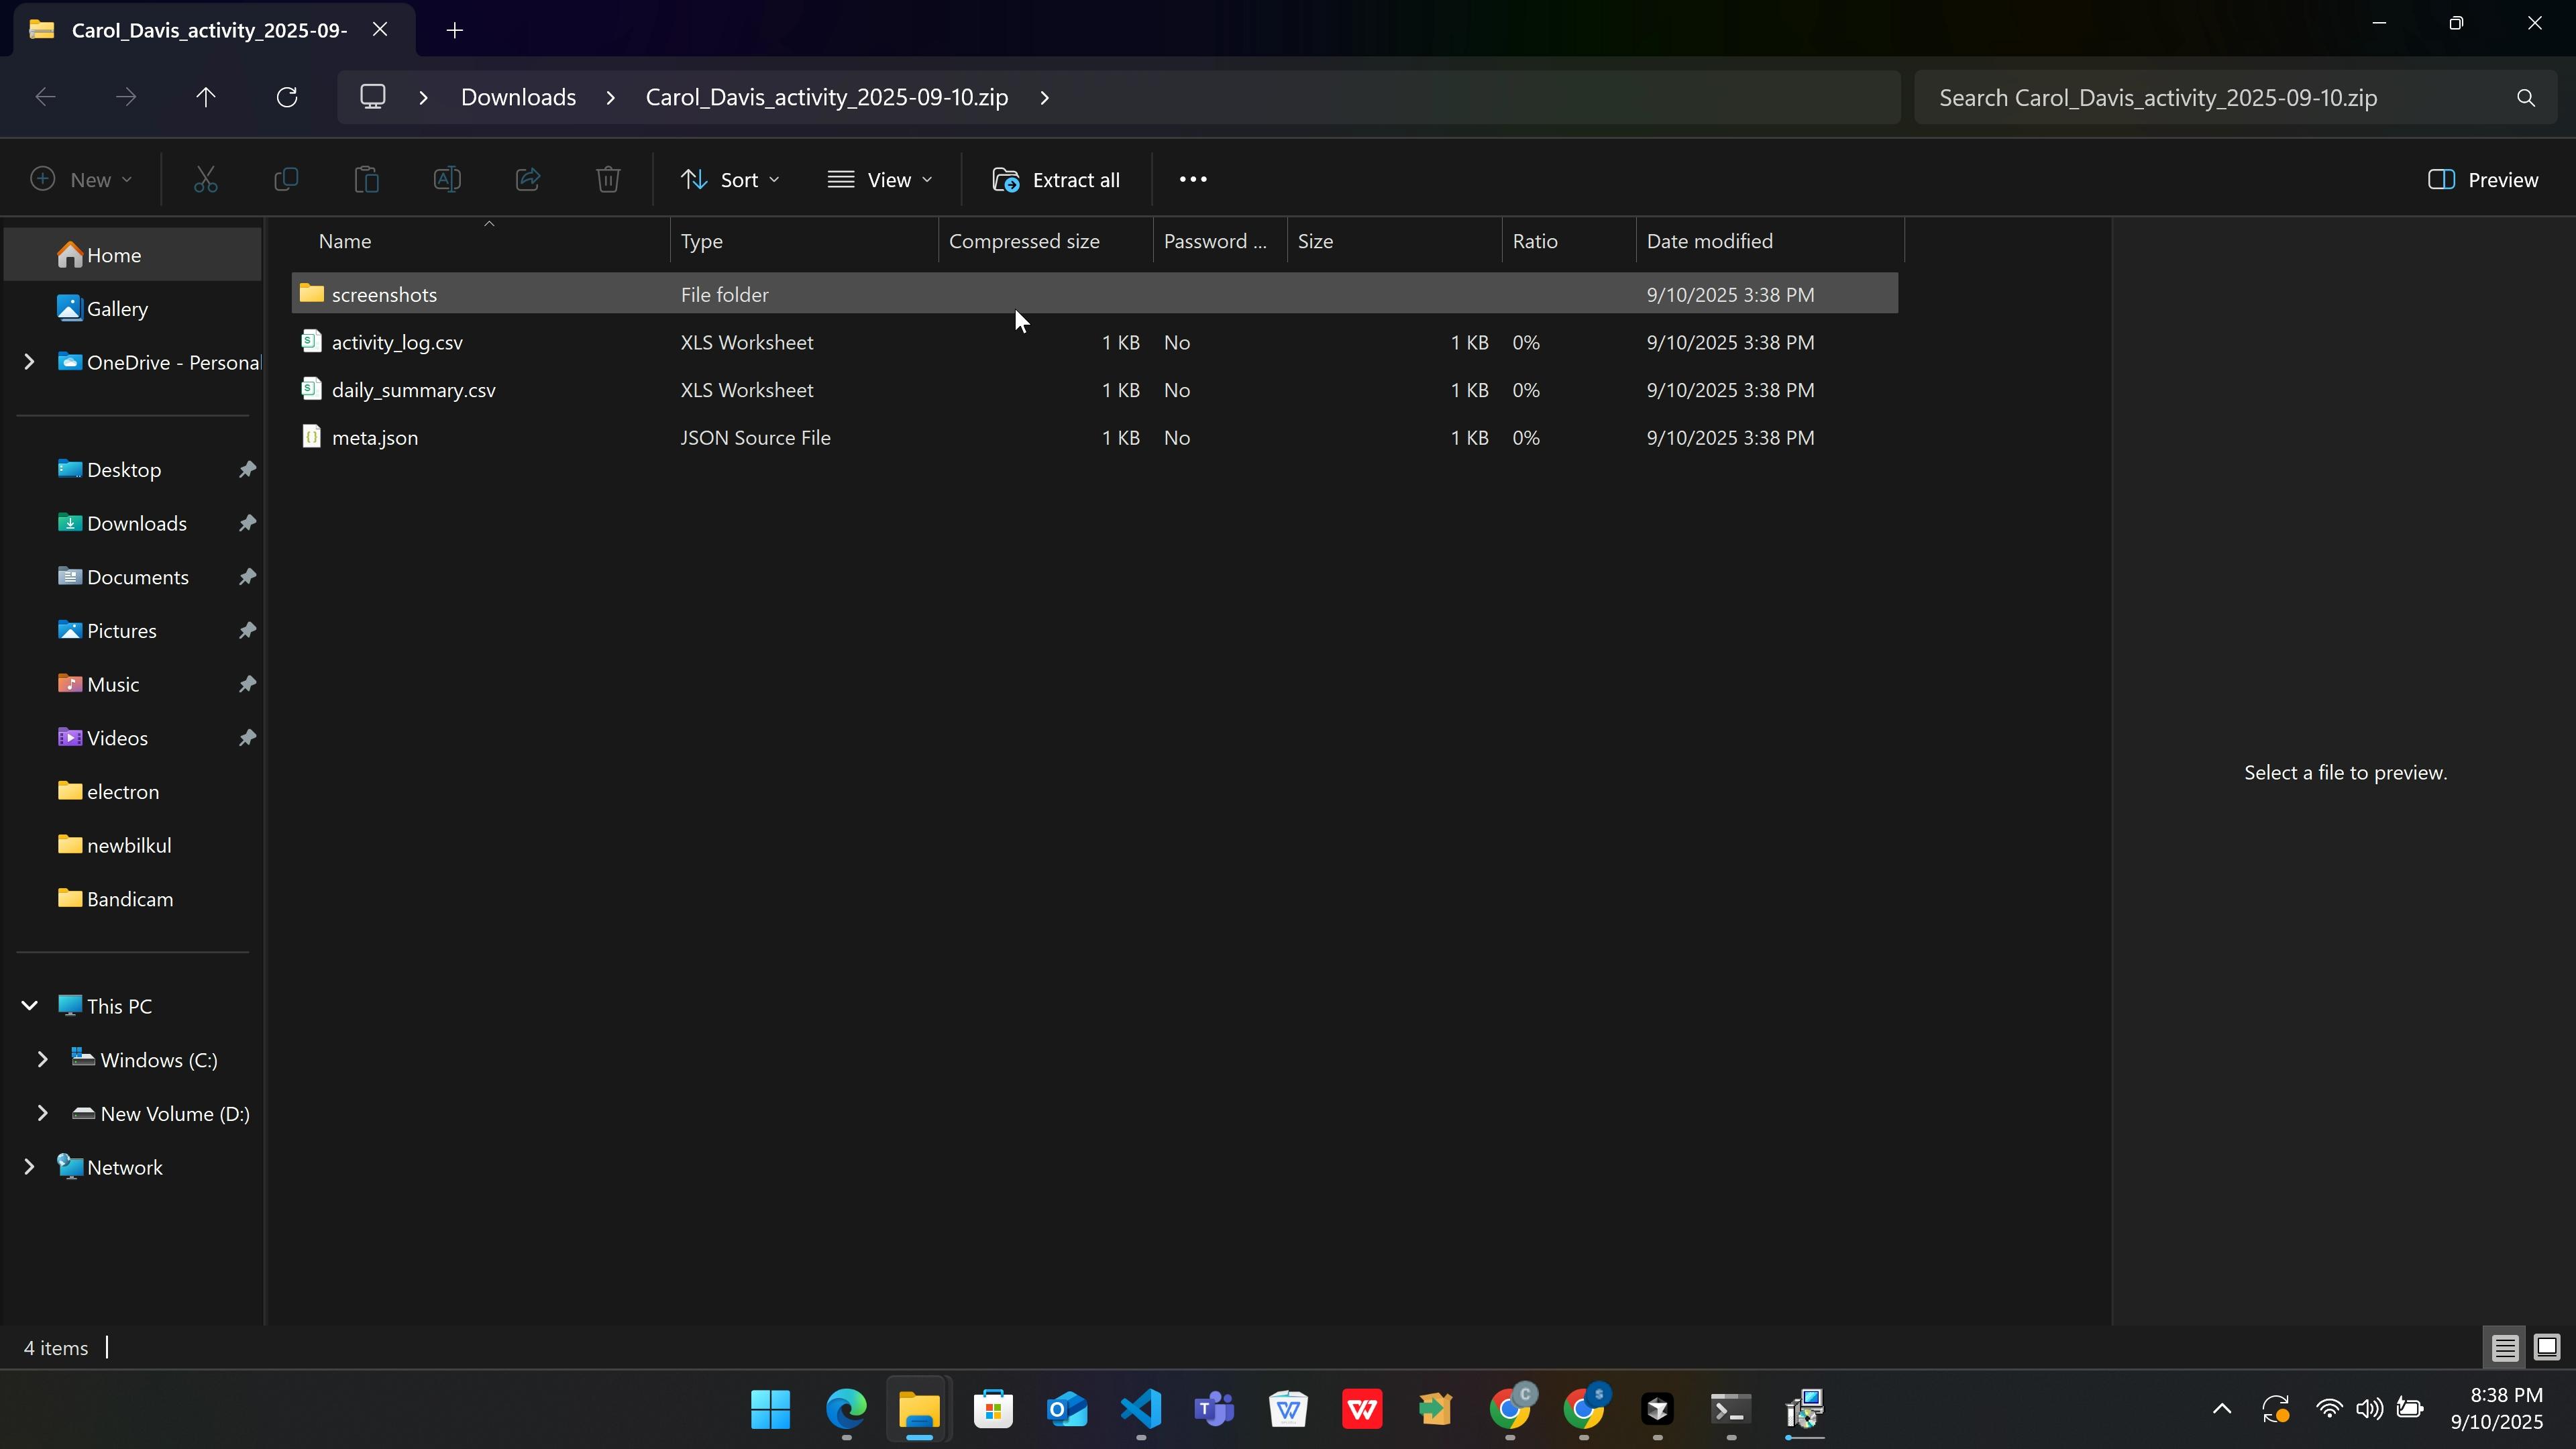 Carol_Davis_activity_2025-09-
Downloads
Carol_Davis_activity_2025-09-10.zip
Search Carol_Davis_activity_2025-09-10.zip
New
Sort
View
Extract all
Preview
Name Type Compressed size Password ... Size Ratio Date modified
screenshots File folder 9/10/2025 3:38 PM
activity_log.csv XLS Worksheet 1 KB No 1 KB 0% 9/10/2025 3:38 PM
daily_summary.csv XLS Worksheet 1 KB No 1 KB 0% 9/10/2025 3:38 PM
meta.json JSON Source File 1 KB No 1 KB 0% 9/10/2025 3:38 PM
Home
Gallery
OneDrive - Personal
Desktop
Downloads
Documents
Pictures
Music
Videos
electron
newbilkul
Bandicam
This PC
Windows (C:)
New Volume (D:)
Network
Select a file to preview.
4 items
8:38 PM
9/10/2025